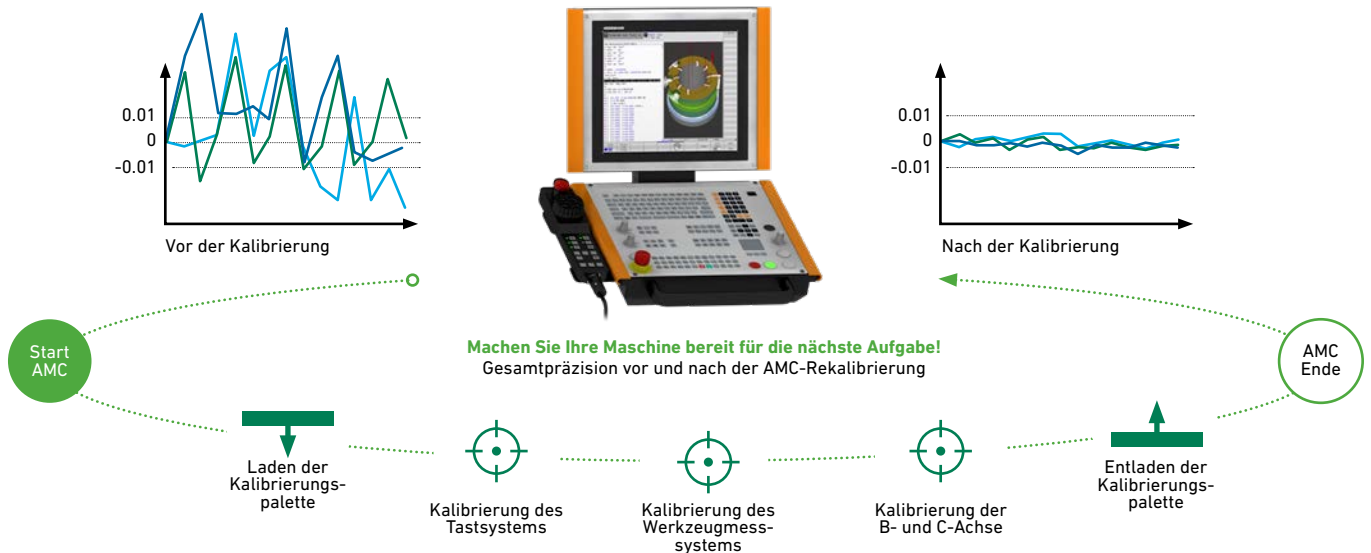 0.01
0
-0.01
Vor der Kalibrierung
0.01
0
-0.01
Nach der Kalibrierung
Start
AMC
Machen Sie Ihre Maschine bereit für die nächste Aufgabe!
Gesamtpräzision vor und nach der AMC-Rekalibrierung
AMC
Ende
Laden der
Kalibrierungs-
palette
Kalibrierung des
Tastsystems
Kalibrierung des
Werkzeugmess-
systems
Kalibrierung der
B- und C-Achse
Entladen der
Kalibrierungs-
palette